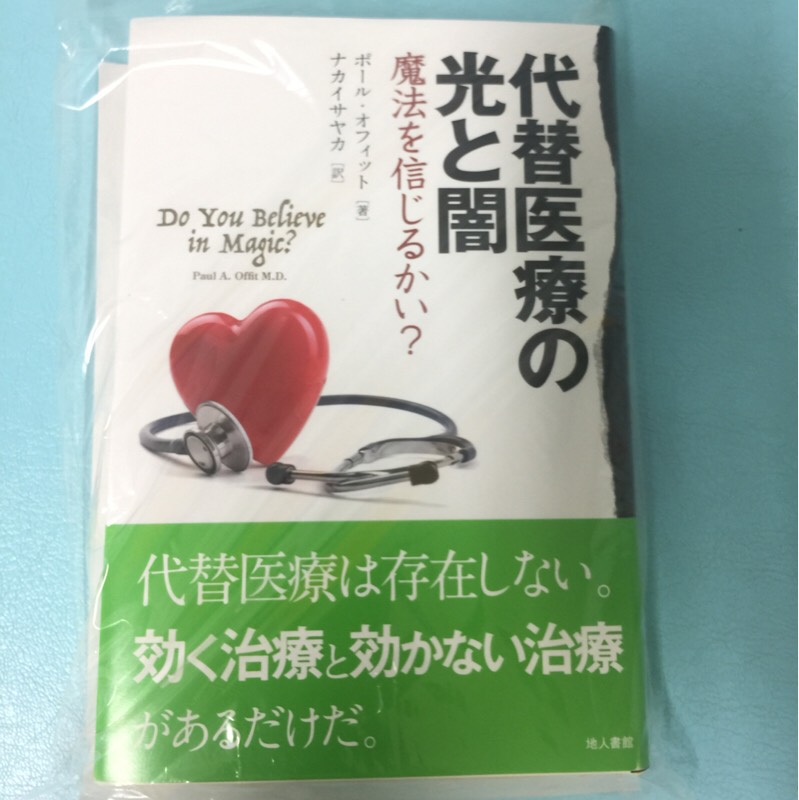 代替医療の
光と闇
魔法を信じるかい？
ポール・オフィット［著］
ナカイサヤカ［訳］
Do You Believe
in Magic?
Paul A. Offit M.D.
代替医療は存在しない。
効く治療と効かない治療
があるだけだ。
地人書館